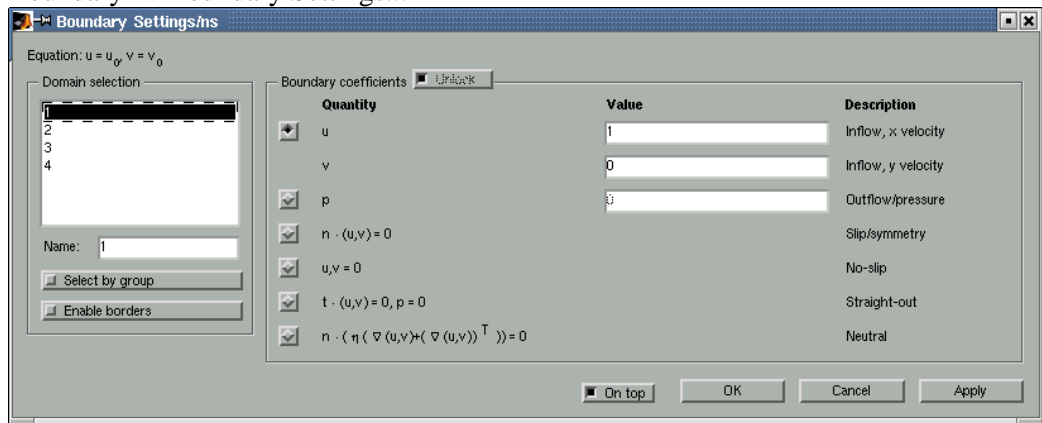 Boundary Settings/ns
Equation: u = u0, v = v0
Domain selection
1
2
3
4
Name: 1
Select by group
Enable borders
Boundary coefficients Unlock
Quantity Value Description
u 1 Inflow, x velocity
v 0 Inflow, y velocity
p 0 Outflow/pressure
n · (u,v) = 0 Slip/symmetry
u,v = 0 No-slip
t · (u,v) = 0, p = 0 Straight-out
n · ( η ( ∇ (u,v)+( ∇ (u,v))T ))= 0 Neutral
On top OK Cancel Apply